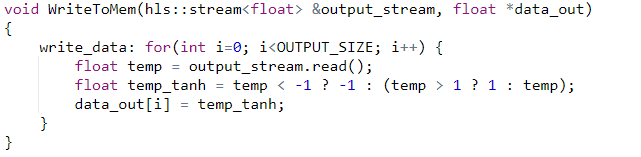 void WriteToMem(hls::stream<float> &output_stream, float *data_out)
{
    write_data: for(int i=0; i<OUTPUT_SIZE; i++) {
        float temp = output_stream.read();
        float temp_tanh = temp < -1 ? -1 : (temp > 1 ? 1 : temp);
        data_out[i] = temp_tanh;
    }
}